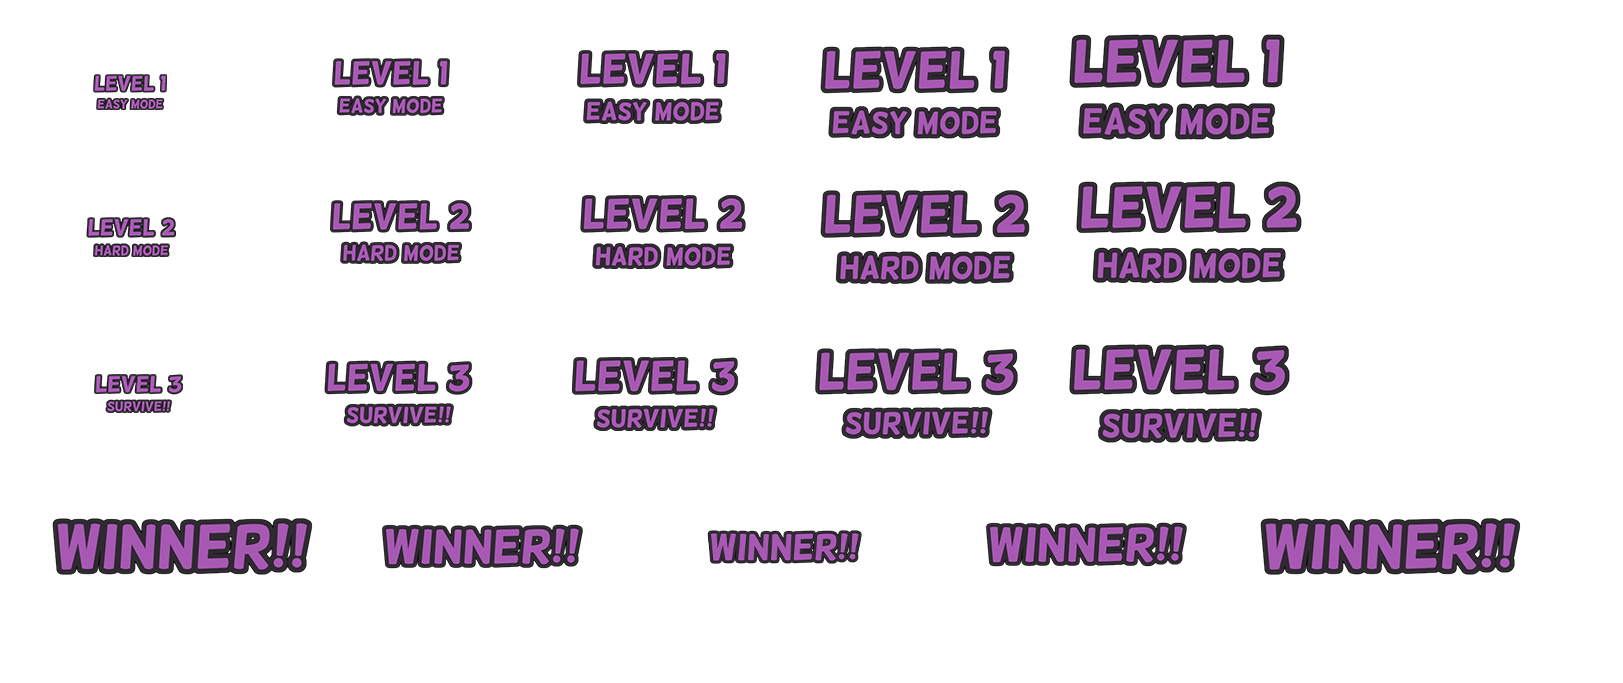 LEVEL 1 LEVEL 1 LEVEL 1 LEVEL 1 LEVEL 1
EASY MODE EASY MODE EASY MODE EASY MODE EASY MODE
LEVEL 2 LEVEL 2 LEVEL 2 LEVEL 2 LEVEL 2
HARD MODE HARD MODE HARD MODE HARD MODE HARD MODE
LEVEL 3 LEVEL 3 LEVEL 3 LEVEL 3 LEVEL 3
SURVIVE!! SURVIVE!! SURVIVE!! SURVIVE!! SURVIVE!!
WINNER!! WINNER!! WINNER!! WINNER!! WINNER!!